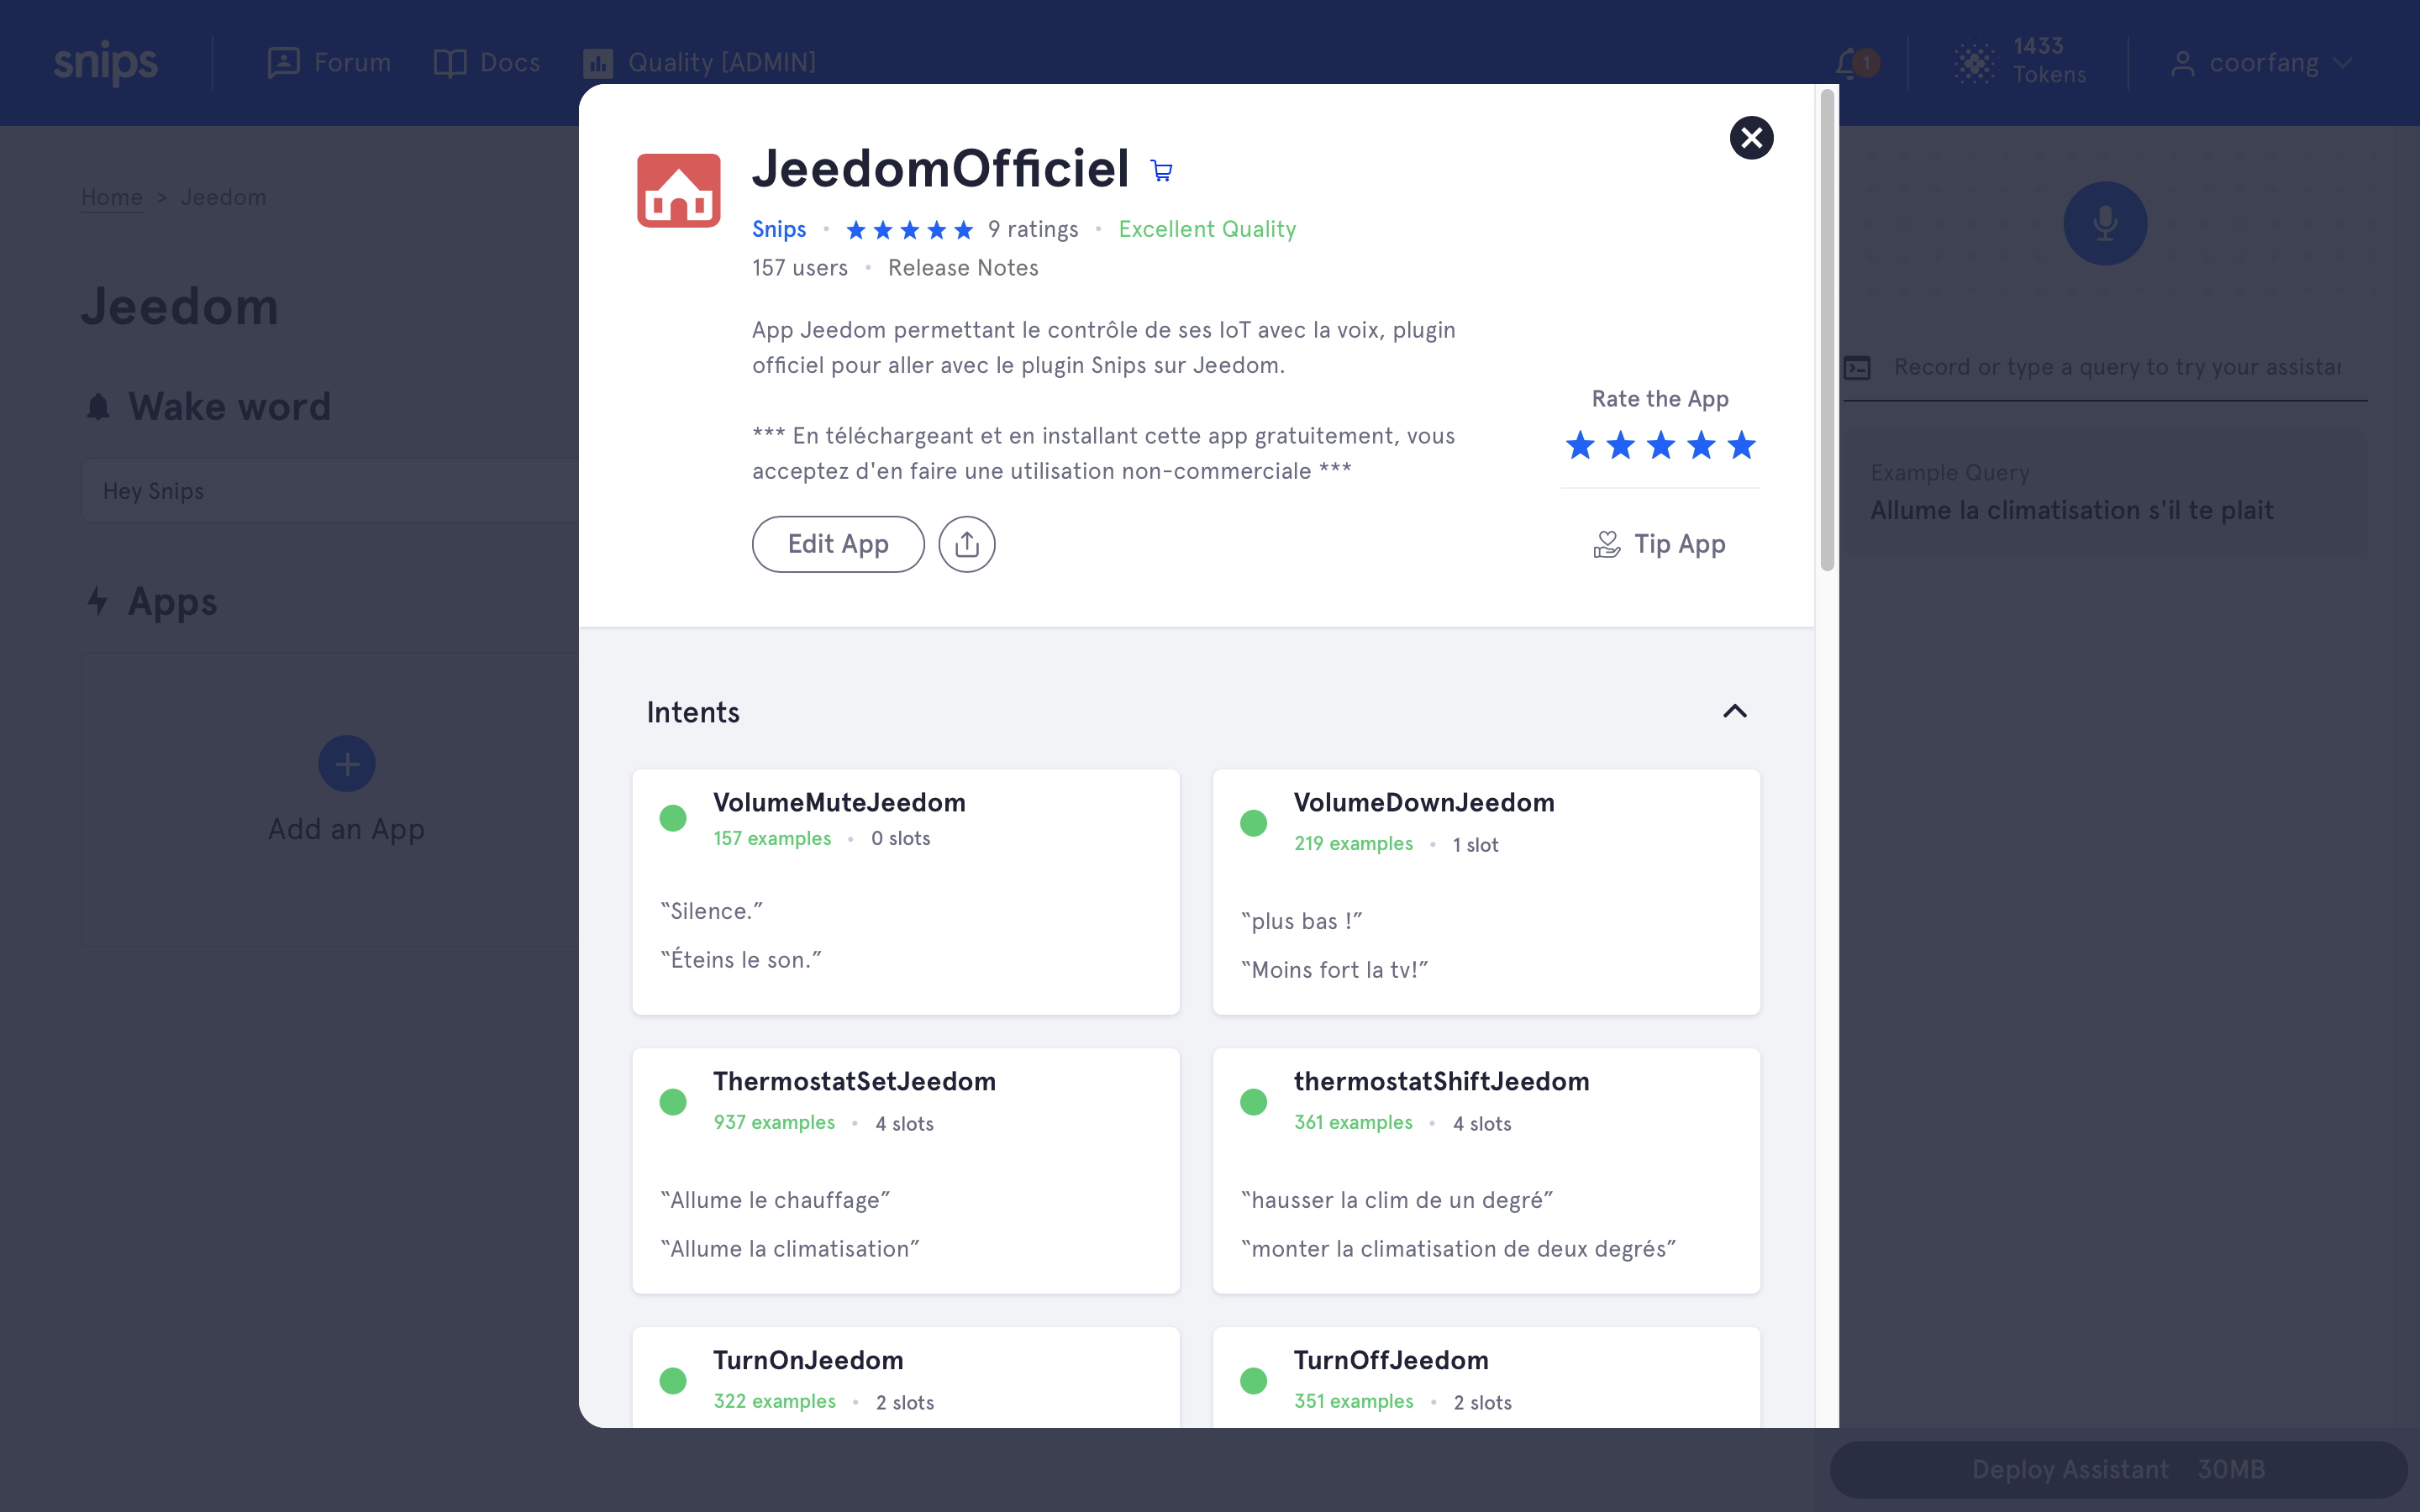 snips
Forum
Docs
Quality [ADMIN]
1
1433
Tokens
coorfang
Home > Jeedom
Jeedom
Wake word
Hey Snips
Apps
Add an App
JeedomOfficiel
Snips • 9 ratings • Excellent Quality
157 users • Release Notes
App Jeedom permettant le contrôle de ses IoT avec la voix, plugin
officiel pour aller avec le plugin Snips sur Jeedom.
*** En téléchargeant et en installant cette app gratuitement, vous
acceptez d'en faire une utilisation non-commerciale ***
Edit App
Rate the App
Tip App
Intents
VolumeMuteJeedom
157 examples • 0 slots
“Silence.”
“Éteins le son.”
VolumeDownJeedom
219 examples • 1 slot
“plus bas !”
“Moins fort la tv!”
ThermostatSetJeedom
937 examples • 4 slots
“Allume le chauffage”
“Allume la climatisation”
thermostatShiftJeedom
361 examples • 4 slots
“hausser la clim de un degré”
“monter la climatisation de deux degrés”
TurnOnJeedom
322 examples • 2 slots
TurnOffJeedom
351 examples • 2 slots
Record or type a query to try your
Example Query
Allume la climatisation s'il te plait
Deploy Assistant 30MB